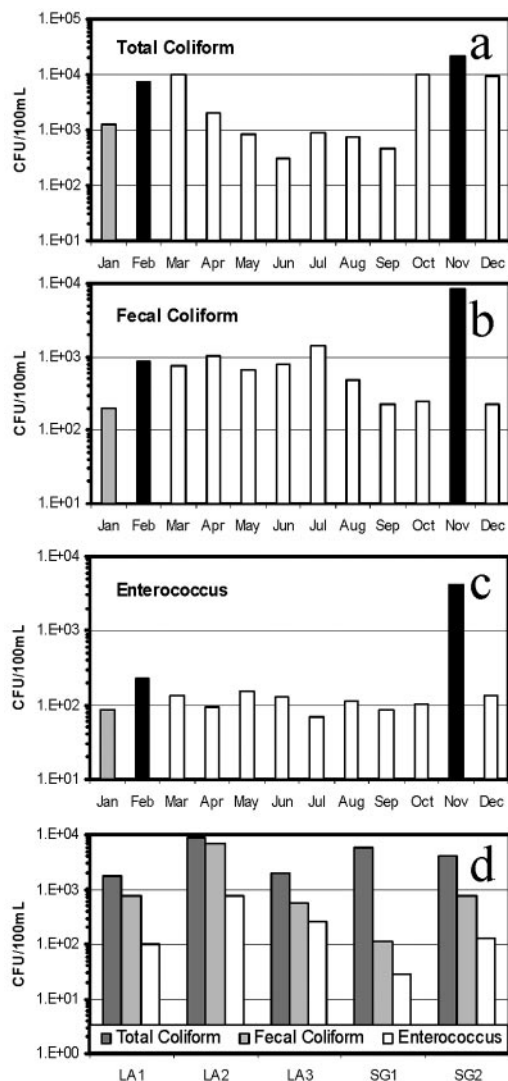 1.E+05
Total Coliform
a
1.E+04
1.E+03
1.E+02
1.E+01
CFU/100mL
Jan Feb Mar Apr May Jun Jul Aug Sep Oct Nov Dec
1.E+04
Fecal Coliform
b
1.E+03
1.E+02
1.E+01
CFU/100mL
Jan Feb Mar Apr May Jun Jul Aug Sep Oct Nov Dec
1.E+04
Enterococcus
c
1.E+03
1.E+02
1.E+01
CFU/100mL
Jan Feb Mar Apr May Jun Jul Aug Sep Oct Nov Dec
1.E+04
d
1.E+03
1.E+02
1.E+01
1.E+00
CFU/100mL
Total Coliform Fecal Coliform Enterococcus
LA1 LA2 LA3 SG1 SG2